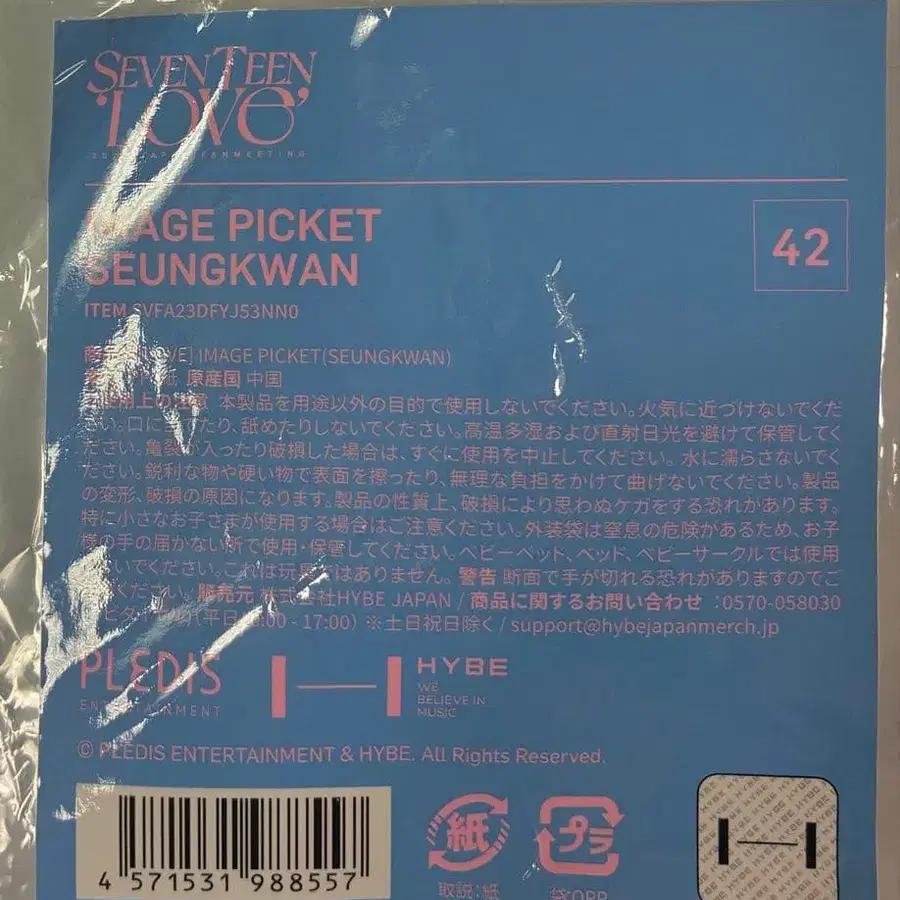 SEVENTEEN
'LOVE'
FANMEETING
IMAGE PICKET
SEUNGKWAN
42
ITEM SVFA23DFYJ53NN0
[LOVE] IMAGE PICKET(SEUNGKWAN)
紙 原産国 中国
使用上の注意 本製品を用途以外の目的で使用しないでください。火気に近づけないでくだ
さい。口に たり、舐めたりしないでください。高温多湿および直射日光を避けて保管してく
ださい。亀裂が入ったり破損した場合は、すぐに使用を中止してください。水に濡らさないでく
ださい。鋭利な物や硬い物で表面を擦ったり、無理な負担をかけて曲げないでください。製品
の変形、破損の原因になります。製品の性質上、破損により思わぬケガをする恐れがあります。
特に小さなお子さまが使用する場合はご注意ください。外装袋は窒息の危険があるため、お子
様の手の届かない所で使用・保管してください。ベビーベッド、ベッド、ベビーサークルでは使用
ないでください。これは玩具ではありません。警告 断面で手が切れる恐れがありますのでご
ください。販売元 株式会社HYBE JAPAN / 商品に関するお問い合わせ :0570-058030
(平日 :00 - 17:00) ※土日祝日除く / support@hybejapanmerch.jp
PLEDIS
ENTERTAINMENT
HYBE
WE
BELIEVE IN
MUSIC
© PLEDIS ENTERTAINMENT & HYBE. All Rights Reserved.
4 571531 988557
紙
プラ
取説:紙
袋:OPP
HYBE